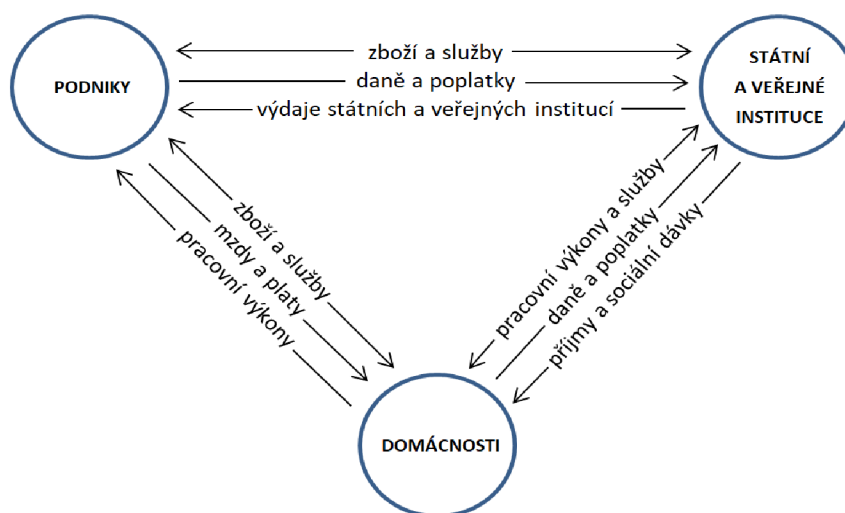 PODNIKY
zboží a služby
daně a poplatky
výdaje státních a veřejných institucí
STÁTNÍ
A VEŘEJNÉ
INSTITUCE
zboží a služby
mzdy a platy
pracovní výkony
pracovní výkony a služby
daně a poplatky
příjmy a sociální dávky
DOMÁCNOSTI